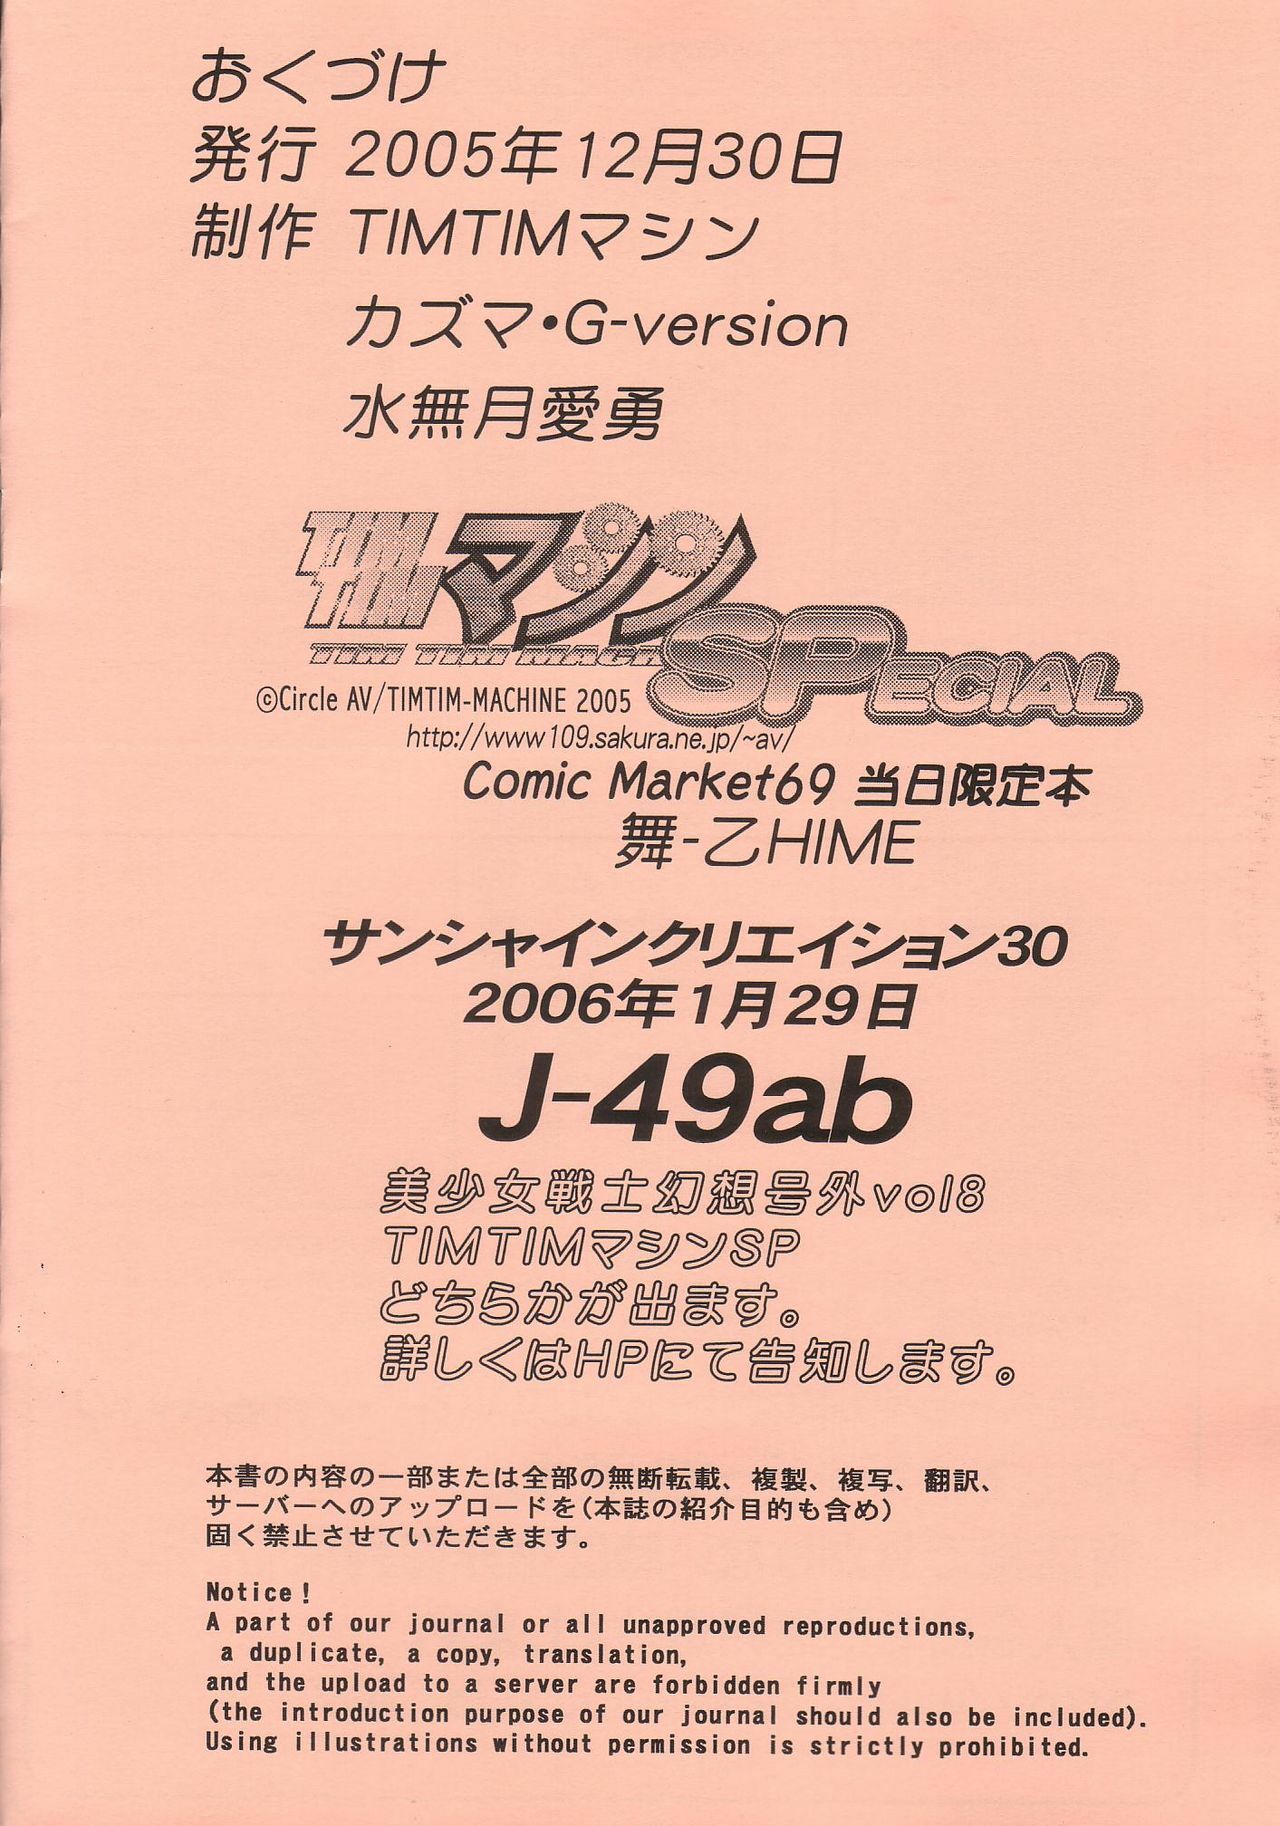 おくづけ
発行 2005年12月30日
制作 TIMTIMマシン
カズマ・G-version
水無月愛勇
TIM
TIM マシン
TIM TIM MACH
SPECIAL
©Circle AV/TIMTIM-MACHINE 2005
http://www109.sakura.ne.jp/~av/
Comic Market69 当日限定本
舞-乙HIME
サンシャインクリエイション30
2006年1月29日
J-49ab
美少女戦士幻想号外vol8
TIMTIMマシンSP
どちらかが出ます。
詳しくはHPにて告知します。
本書の内容の一部または全部の無断転載、複製、複写、翻訳、
サーバーへのアップロードを(本誌の紹介目的も含め)
固く禁止させていただきます。
Notice!
A part of our journal or all unapproved reproductions,
a duplicate, a copy, translation,
and the upload to a server are forbidden firmly
(the introduction purpose of our journal should also be included).
Using illustrations without permission is strictly prohibited.